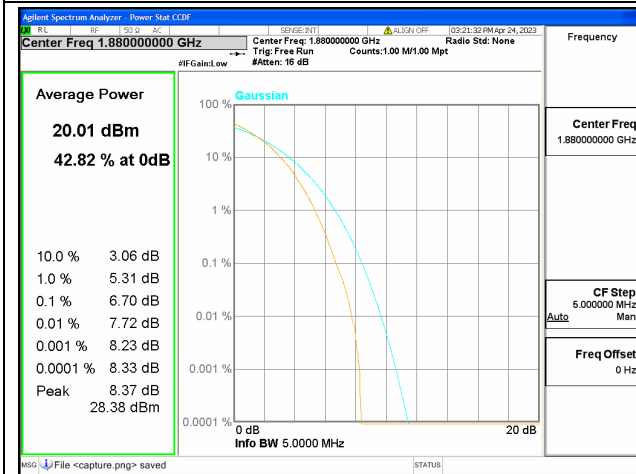 Agilent Spectrum Analyzer - Power Stat CCDF
RL RF 50 Ω AC SENSE:INT ALIGN OFF 03:21:32 PM Apr 24, 2023
Center Freq 1.880000000 GHz
Center Freq: 1.880000000 GHz Radio Std: None
Trig: Free Run Counts:1.00 M/1.00 Mpt
#IFGain:Low #Atten: 16 dB
Frequency
Average Power
20.01 dBm
42.82 % at 0dB
10.0 % 3.06 dB
1.0 % 5.31 dB
0.1 % 6.70 dB
0.01 % 7.72 dB
0.001 % 8.23 dB
0.0001 % 8.33 dB
Peak 8.37 dB
28.38 dBm
Gaussian
100 %
10 %
1 %
0.1 %
0.01 %
0.001 %
0.0001 %
0 dB 20 dB
Info BW 5.0000 MHz
Center Freq
1.880000000 GHz
CF Step
5.000000 MHz
Auto Man
Freq Offset
0 Hz
MSG File <capture.png> saved STATUS